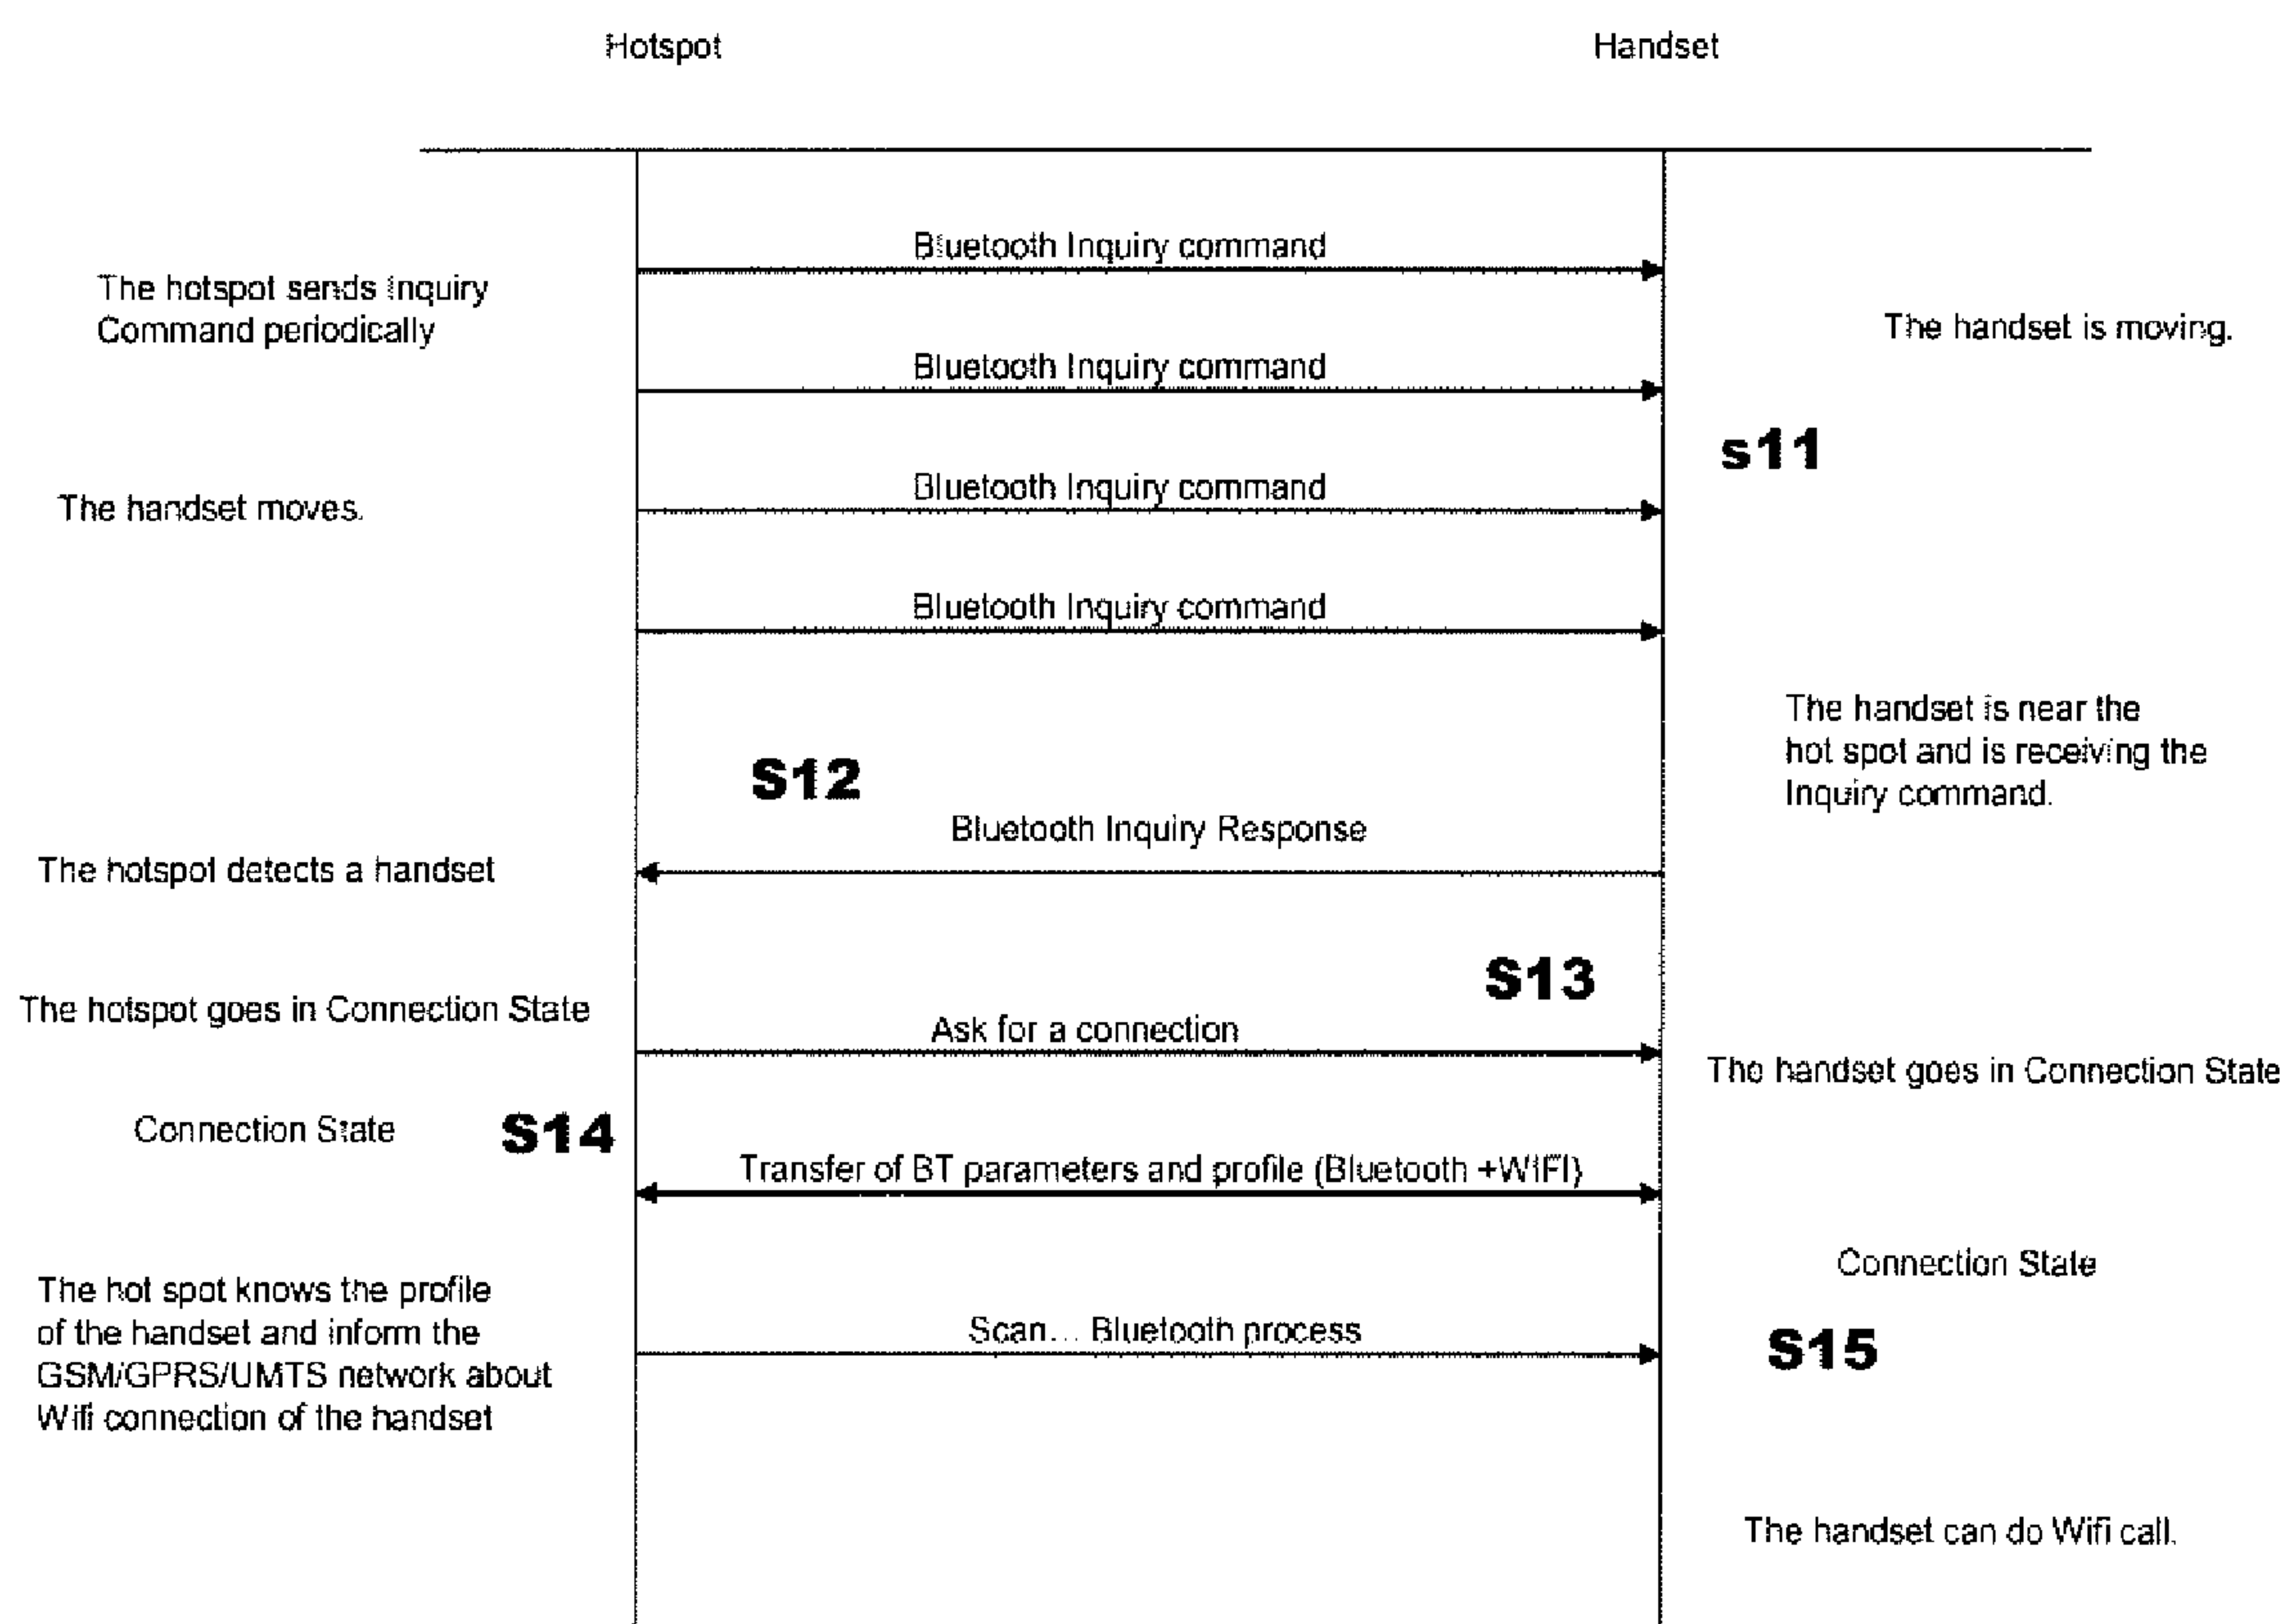 Hotspot
Handset
Bluetooth Inquiry command
The hotspot sends Inquiry
Command periodically
The handset is moving.
Bluetooth Inquiry command
s11
Bluetooth Inquiry command
The handset moves.
Bluetooth Inquiry command
The handset is near the
hot spot and is receiving the
Inquiry command.
S12
Bluetooth Inquiry Response
The hotspot detects a handset
S13
The hotspot goes in Connection State
Ask for a connection
The handset goes in Connection State
Connection State
S14
Transfer of BT parameters and profile (Bluetooth +WIFI)
Connection State
The hot spot knows the profile
of the handset and inform the
GSM/GPRS/UMTS network about
Wifi connection of the handset
Scan... Bluetooth process
S15
The handset can do Wifi call.